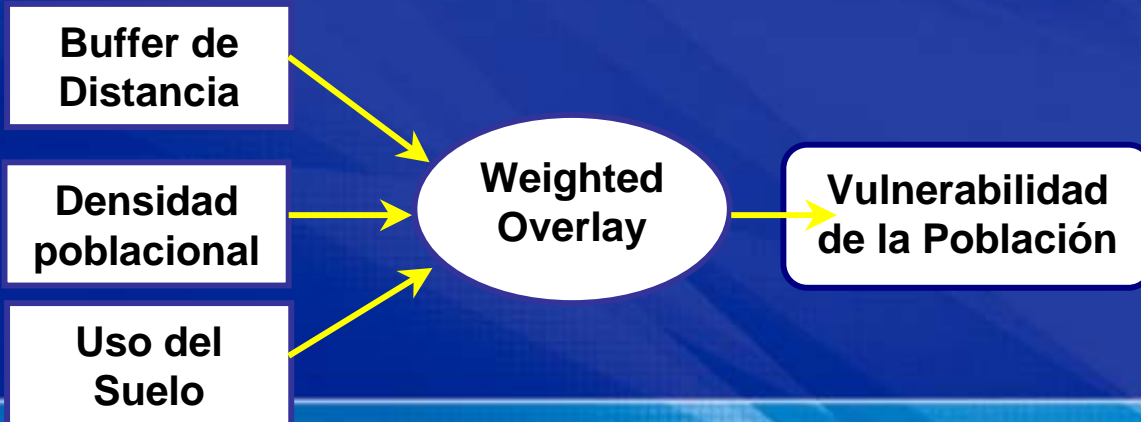 Buffer de
Distancia
Densidad
poblacional
Uso del
Suelo
Weighted
Overlay
Vulnerabilidad
de la Población